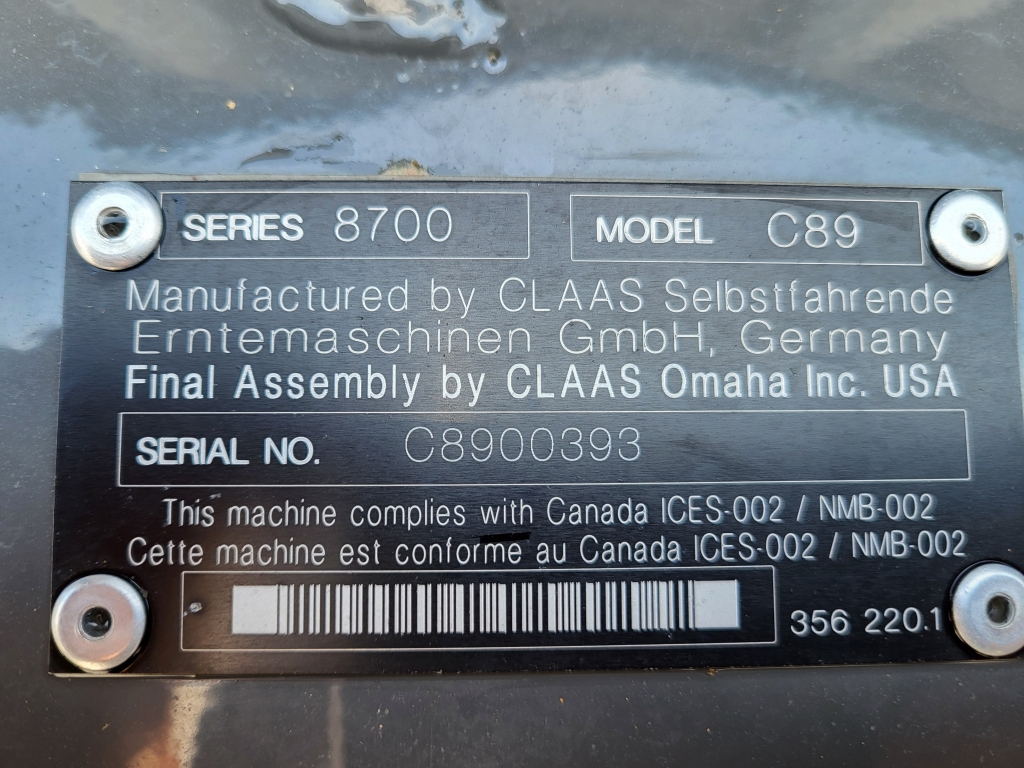 SERIES 8700 MODEL C89
Manufactured by CLAAS Selbstfahrende
Erntemaschinen GmbH, Germany
Final Assembly by CLAAS Omaha Inc. USA
SERIAL NO. C8900393
This machine complies with Canada ICES-002 / NMB-002
Cette machine est conforme au Canada ICES-002 / NMB-002
356 220.1